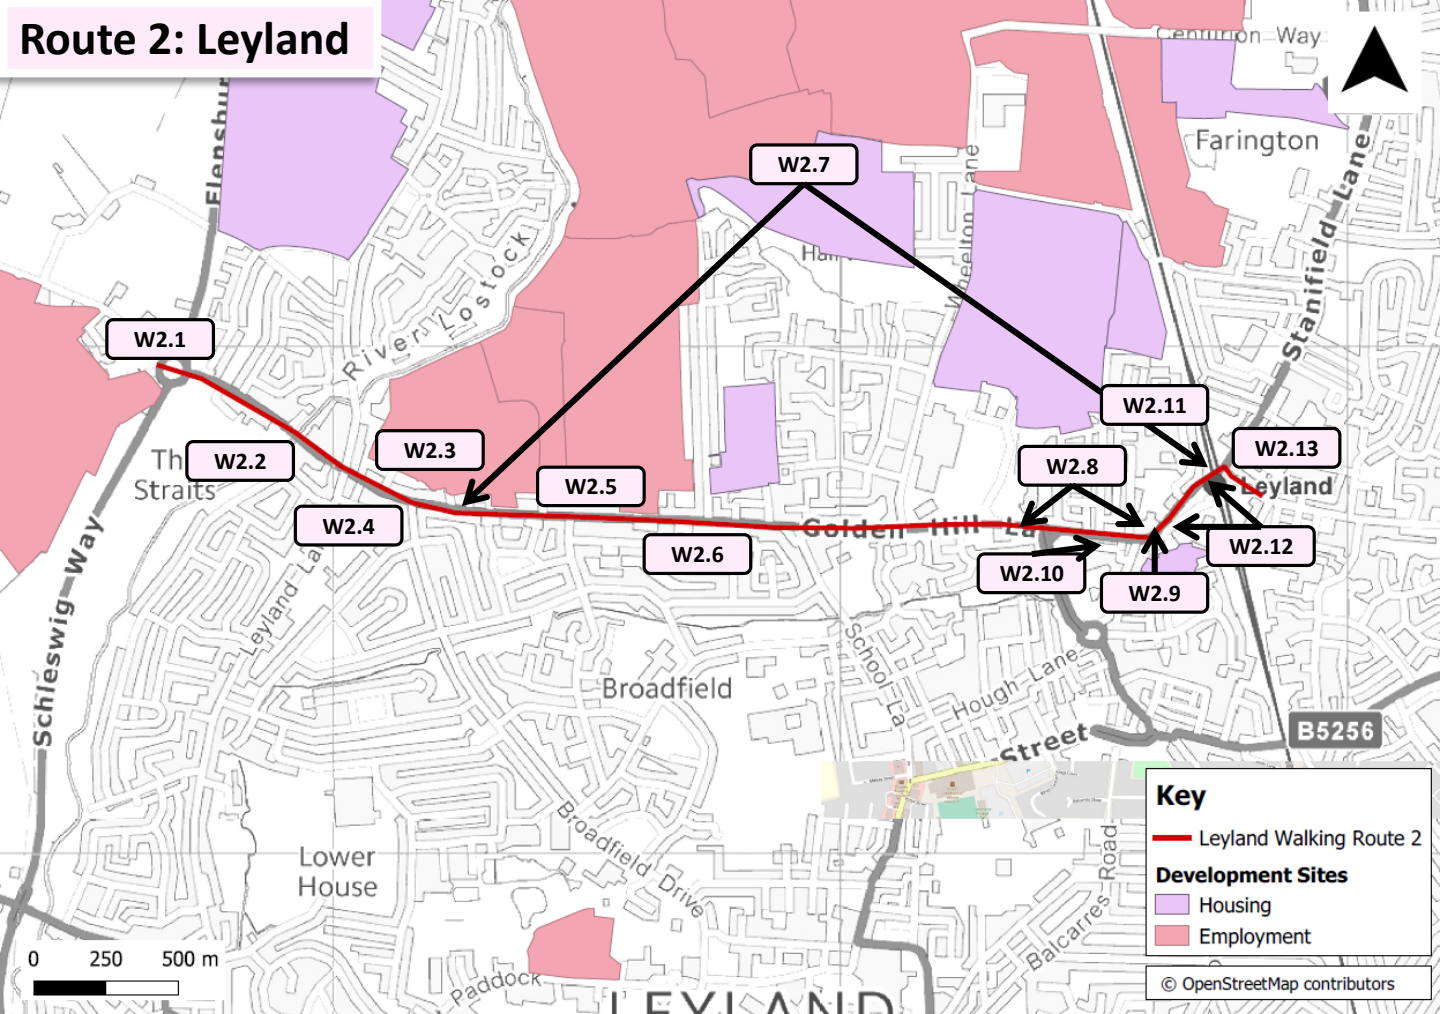 Route 2: Leyland
Centurion Way
Farington
Flensbur
W2.7
Wheelton Lane
Stanifield Lane
River Lostock
W2.1
W2.11
W2.3
W2.13
Th
Straits
W2.2
W2.8
W2.5
Leyland
W2.4
Golden Hill La
W2.6
W2.12
W2.10
W2.9
Leyland La
Schleswig Way
School La
Broadfield
Hough Lane
Street
B5256
Broadfield Drive
Lower
House
Balcarres Road
Paddock
LEYLAND
0 250 500 m
Key
Leyland Walking Route 2
Development Sites
Housing
Employment
© OpenStreetMap contributors